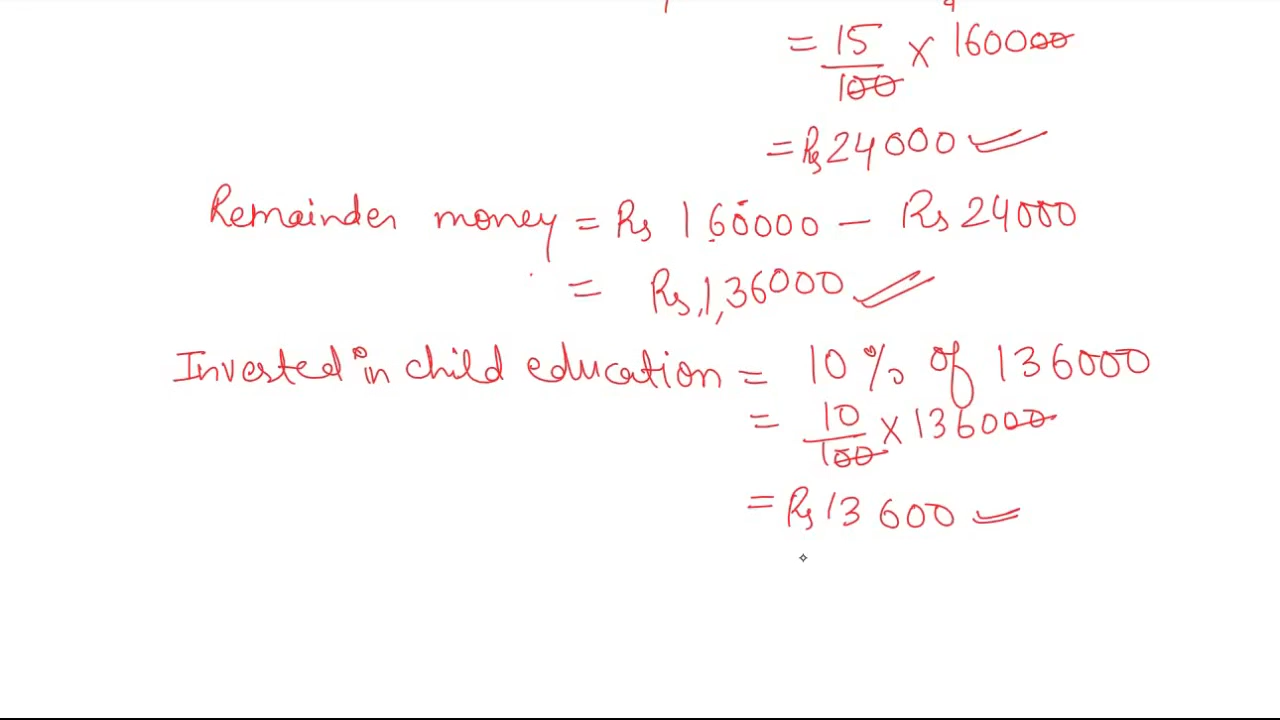 = 15/100 × 160000
= Rs 24000
Remainder money = Rs 160000 - Rs 24000
= Rs. 1,36000
Invested in child education = 10% of 136000
= 10/100 × 136000
= Rs 13600